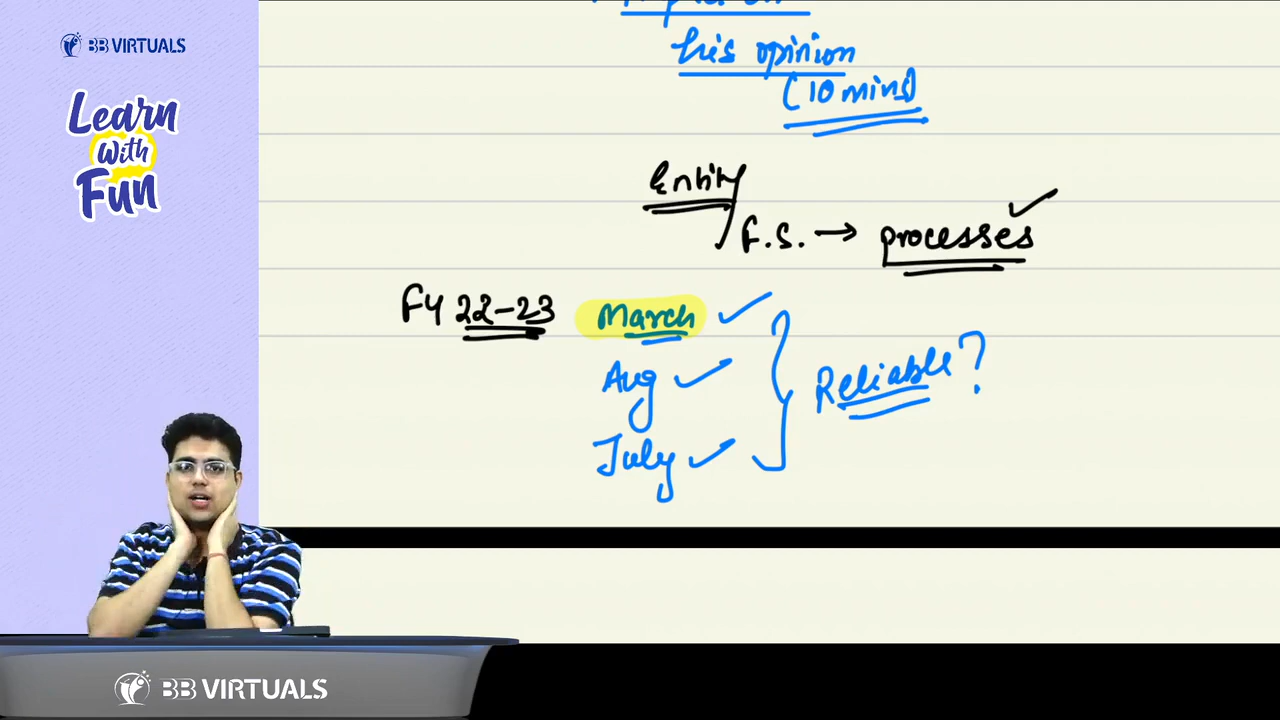 BB VIRTUALS
Learn
with
Fun
his opinion
(10 mins)
Entity
F.S. → processes ✓
FY 22-23 March ✓
Aug ✓
July ✓
Reliable?
BB VIRTUALS